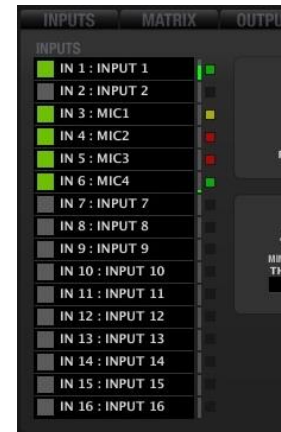 INPUTS MATRIX OUTPU
INPUTS
IN 1 : INPUT 1
IN 2 : INPUT 2
IN 3 : MIC1
IN 4 : MIC2
IN 5 : MIC3
IN 6 : MIC4
IN 7 : INPUT 7
IN 8 : INPUT 8
IN 9 : INPUT 9
IN 10 : INPUT 10
IN 11 : INPUT 11
IN 12 : INPUT 12
IN 13 : INPUT 13
IN 14 : INPUT 14
IN 15 : INPUT 15
IN 16 : INPUT 16
MIN
TH